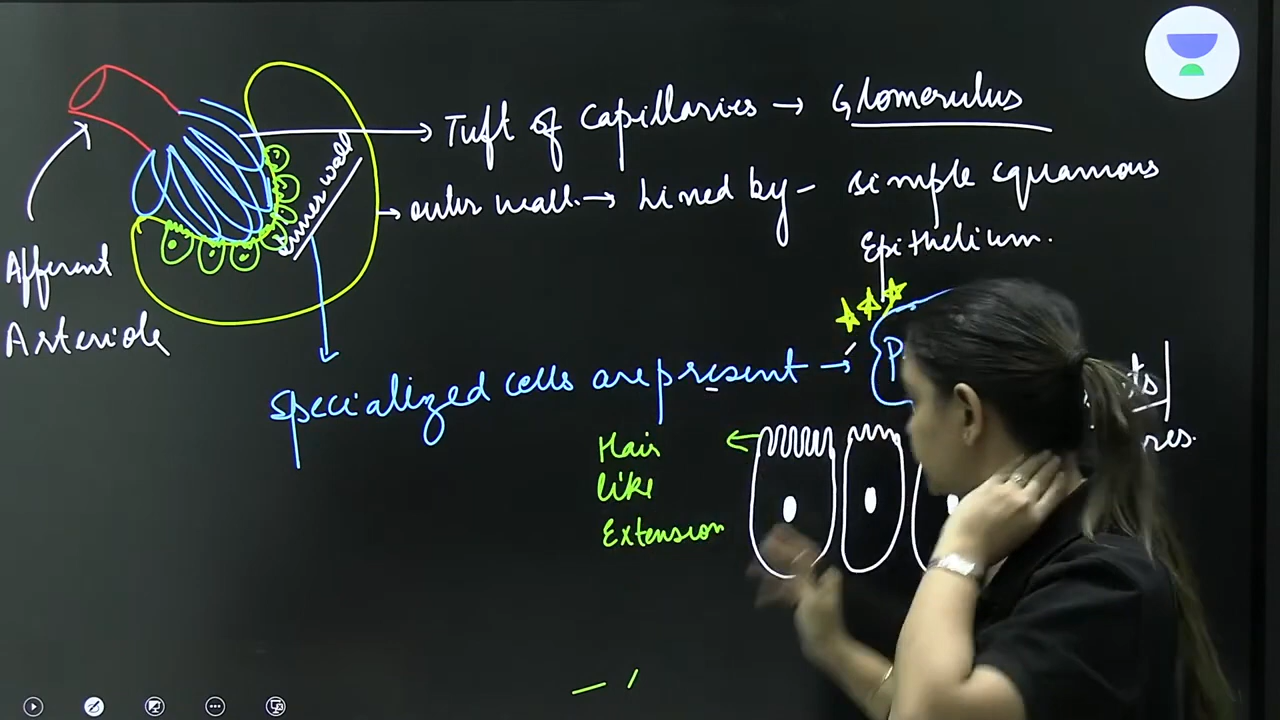 Tuft of Capillaries → Glomerulus
inner wall
→ outer wall → Lined by - Simple squamous
Epithelium.
Afferent
Arteriole
Specialized cells are present →
Hair
like
Extension